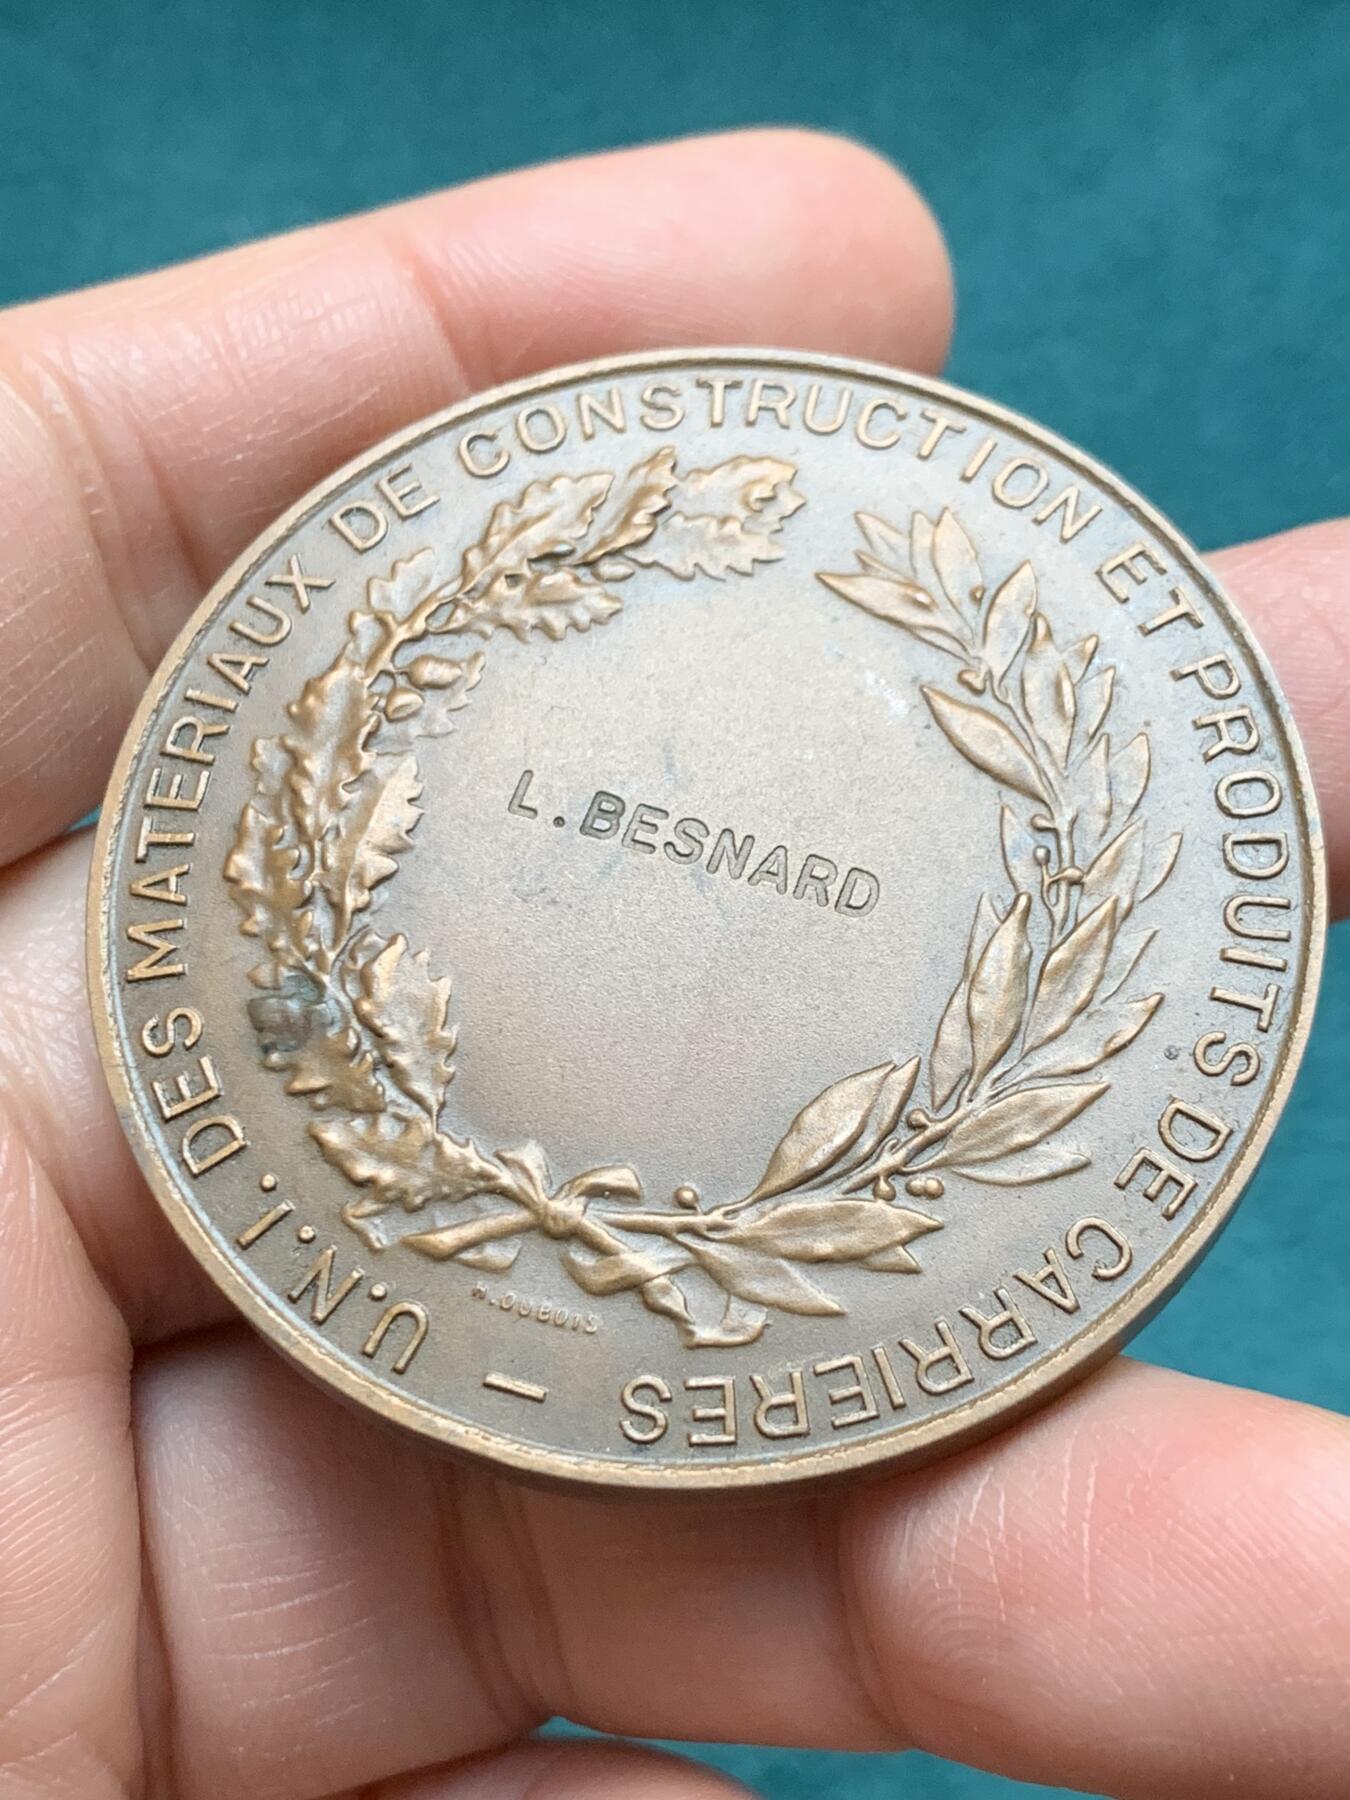 U.N.I. DES MATERIAUX DE CONSTRUCTION ET PRODUITS DE CARRIERES –
L. BESNARD
H. DUBOIS